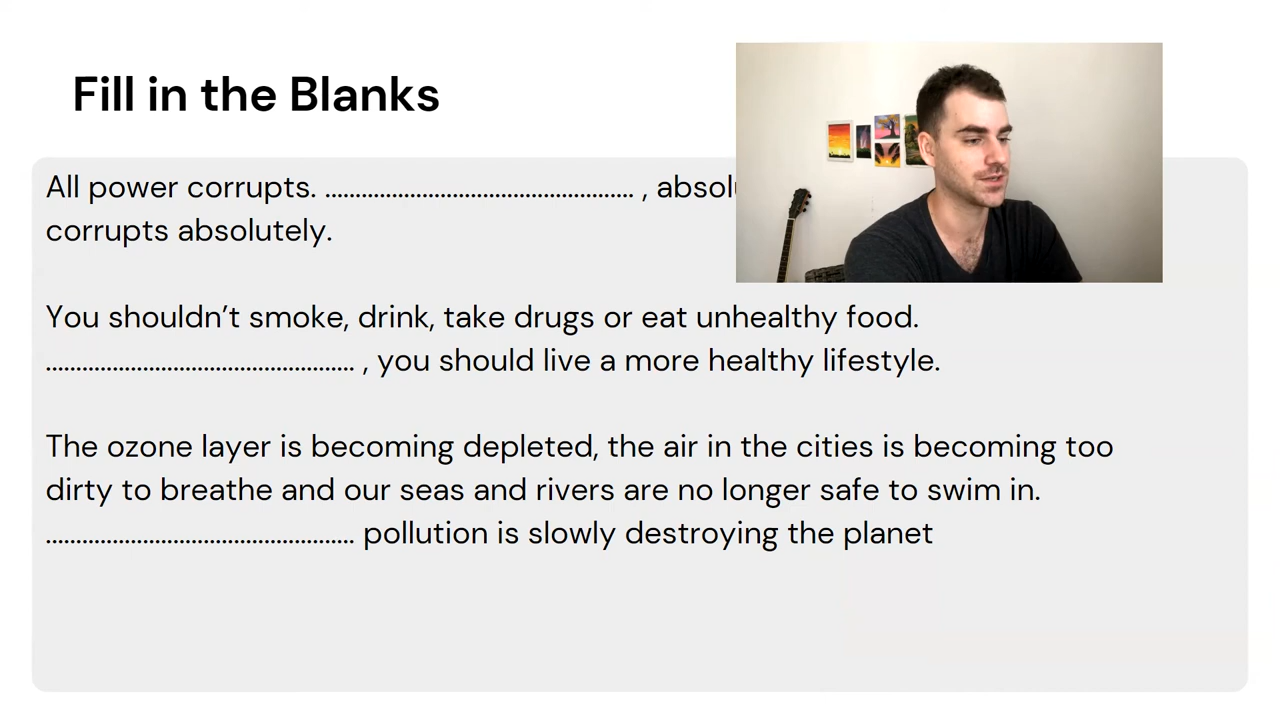 Fill in the Blanks
All power corrupts. ................................................... ,
corrupts absolutely.
You shouldn’t smoke, drink, take drugs or eat unhealthy food.
................................................... , you should live a more healthy lifestyle.
The ozone layer is becoming depleted, the air in the cities is becoming too
dirty to breathe and our seas and rivers are no longer safe to swim in.
................................................... pollution is slowly destroying the planet